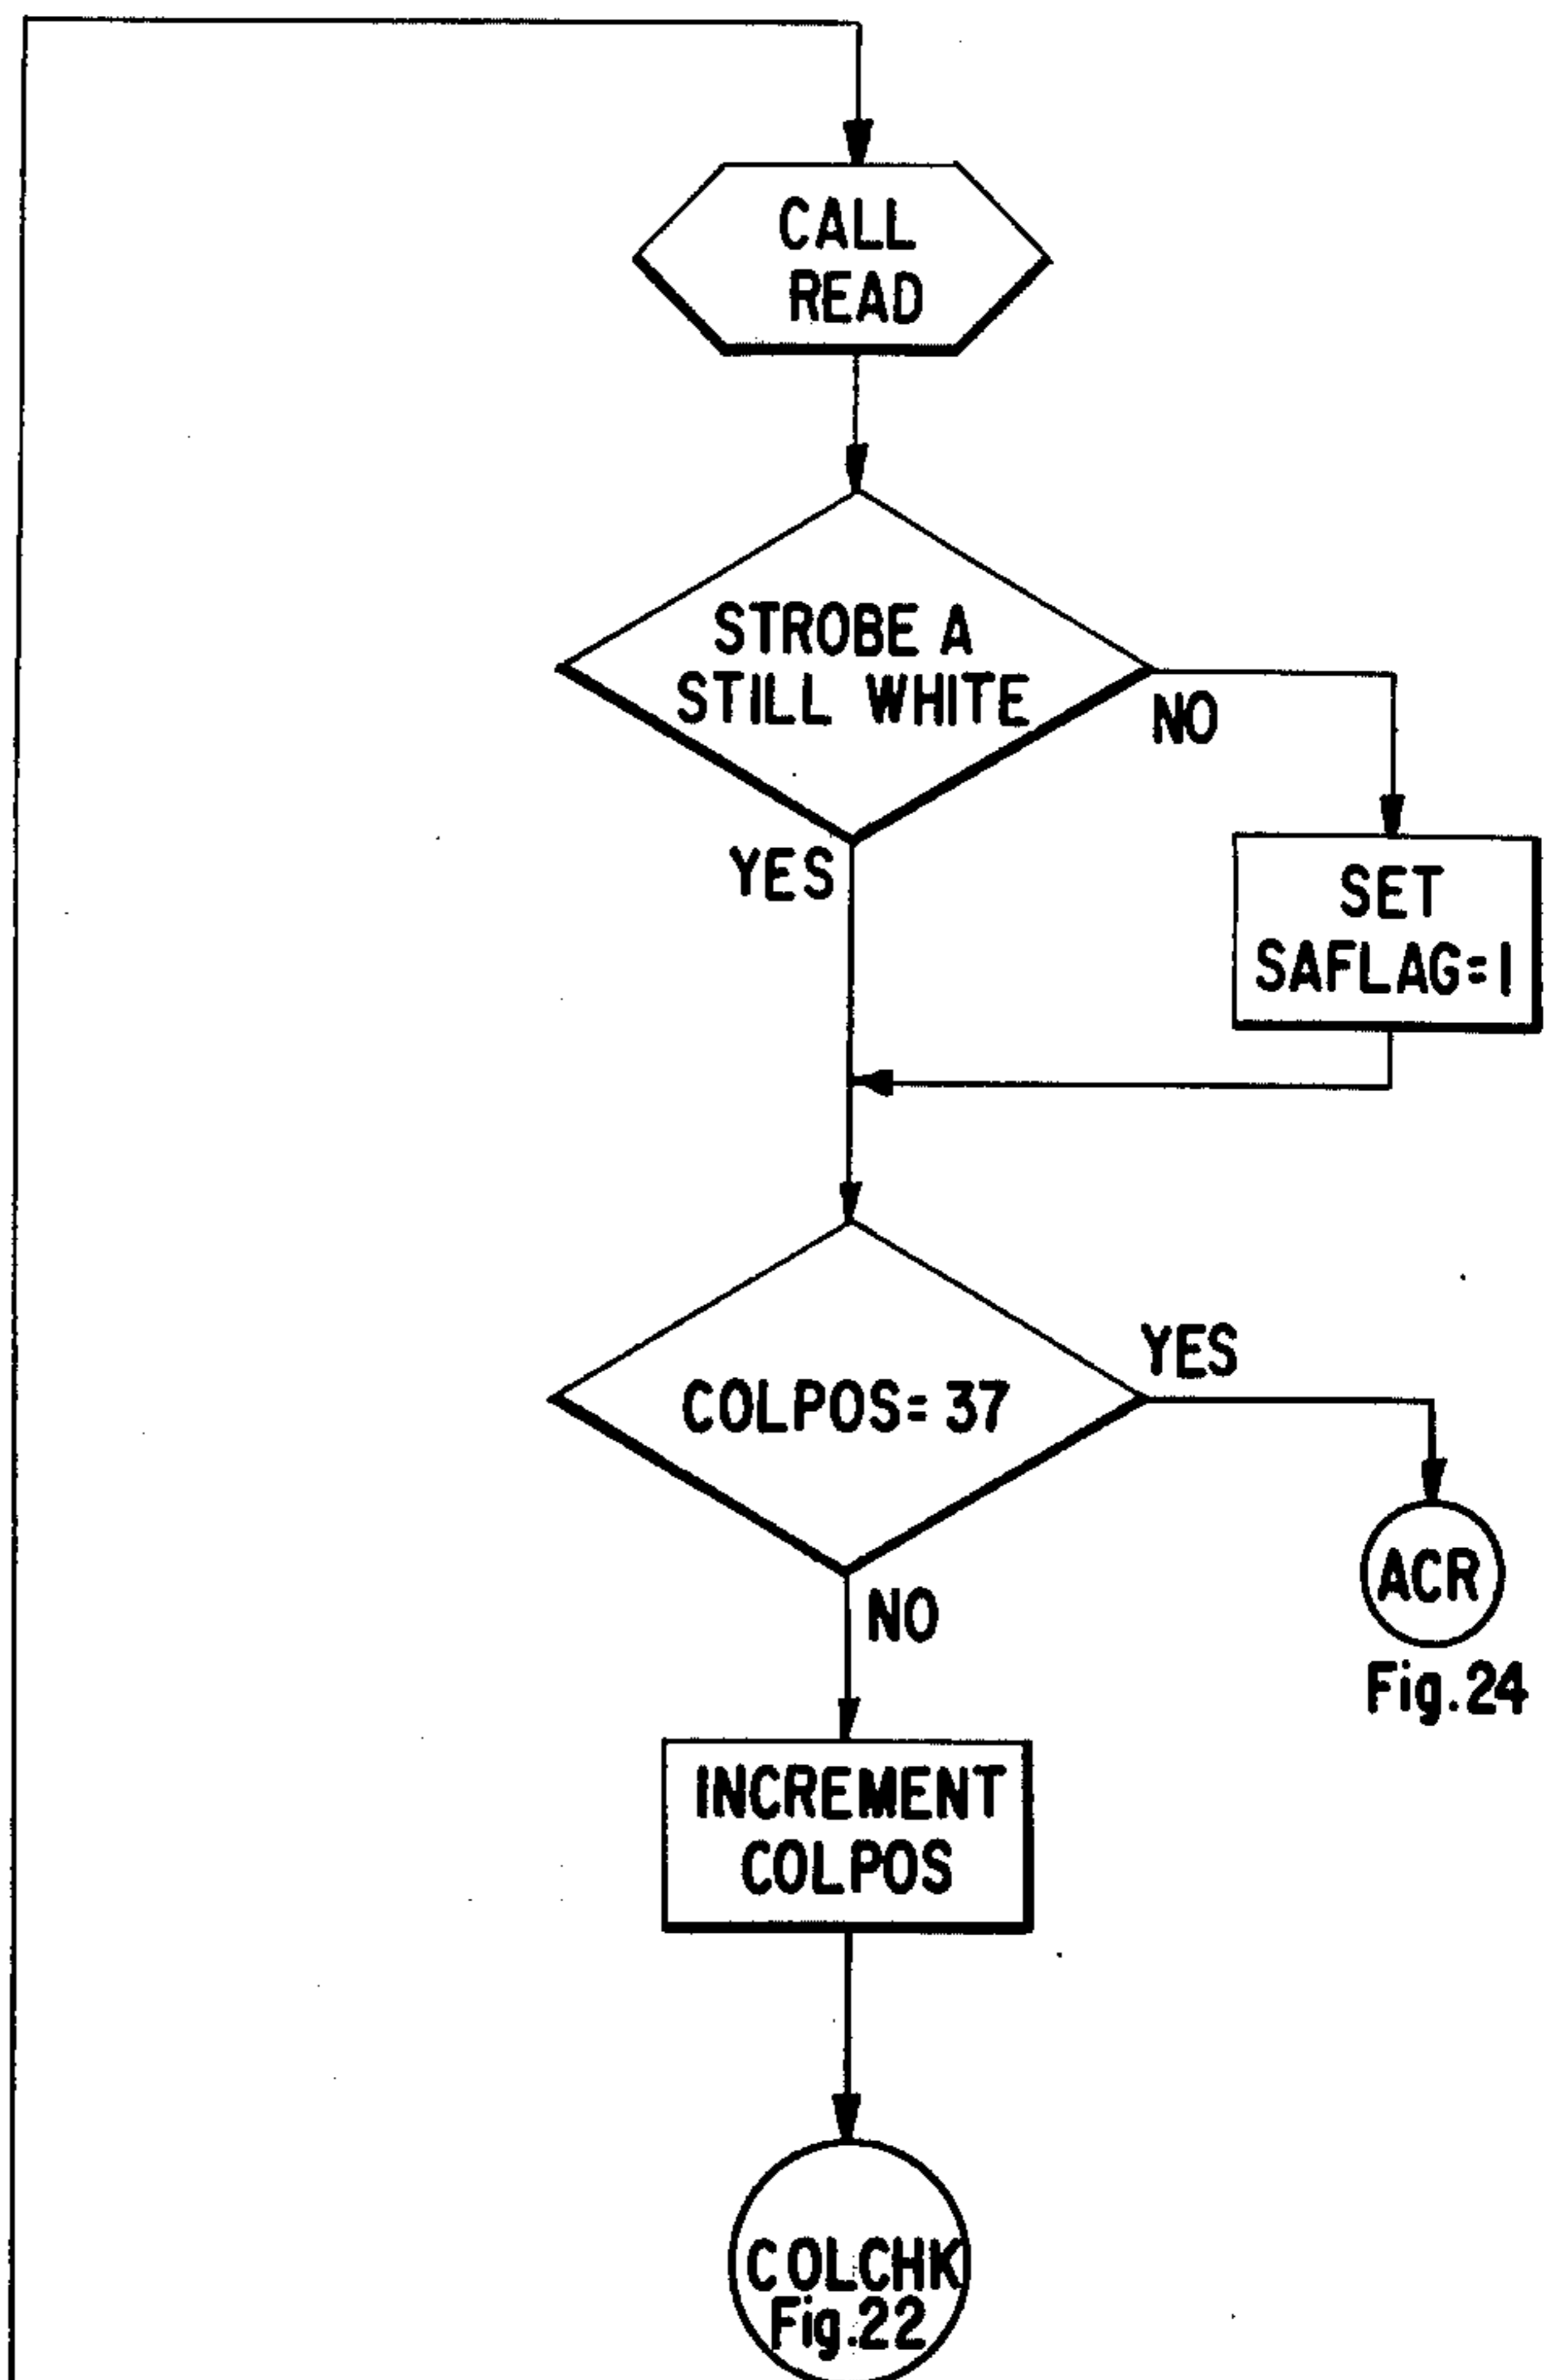 CALL
READ
STROBE A
STILL WHITE
NO
YES
SET
SAFLAG=1
COLPOS=37
YES
ACR
Fig.24
NO
INCREMENT
COLPOS
COLCHK
Fig.22